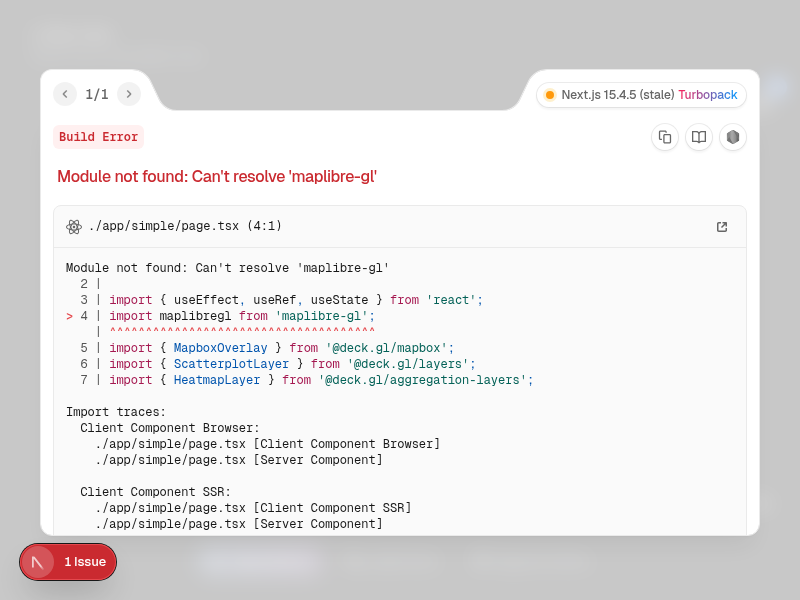 1/1
Next.js 15.4.5 (stale) Turbopack
Build Error
Module not found: Can't resolve 'maplibre-gl'
./app/simple/page.tsx (4:1)
Module not found: Can't resolve 'maplibre-gl'
2 |
3 | import { useEffect, useRef, useState } from 'react';
> 4 | import maplibregl from 'maplibre-gl';
| ^^^^^^^^^^^^^^^^^^^^^^^^^^^^^^^^^^^^^
5 | import { MapboxOverlay } from '@deck.gl/mapbox';
6 | import { ScatterplotLayer } from '@deck.gl/layers';
7 | import { HeatmapLayer } from '@deck.gl/aggregation-layers';
Import traces:
Client Component Browser:
./app/simple/page.tsx [Client Component Browser]
./app/simple/page.tsx [Server Component]
Client Component SSR:
./app/simple/page.tsx [Client Component SSR]
./app/simple/page.tsx [Server Component]
1 Issue